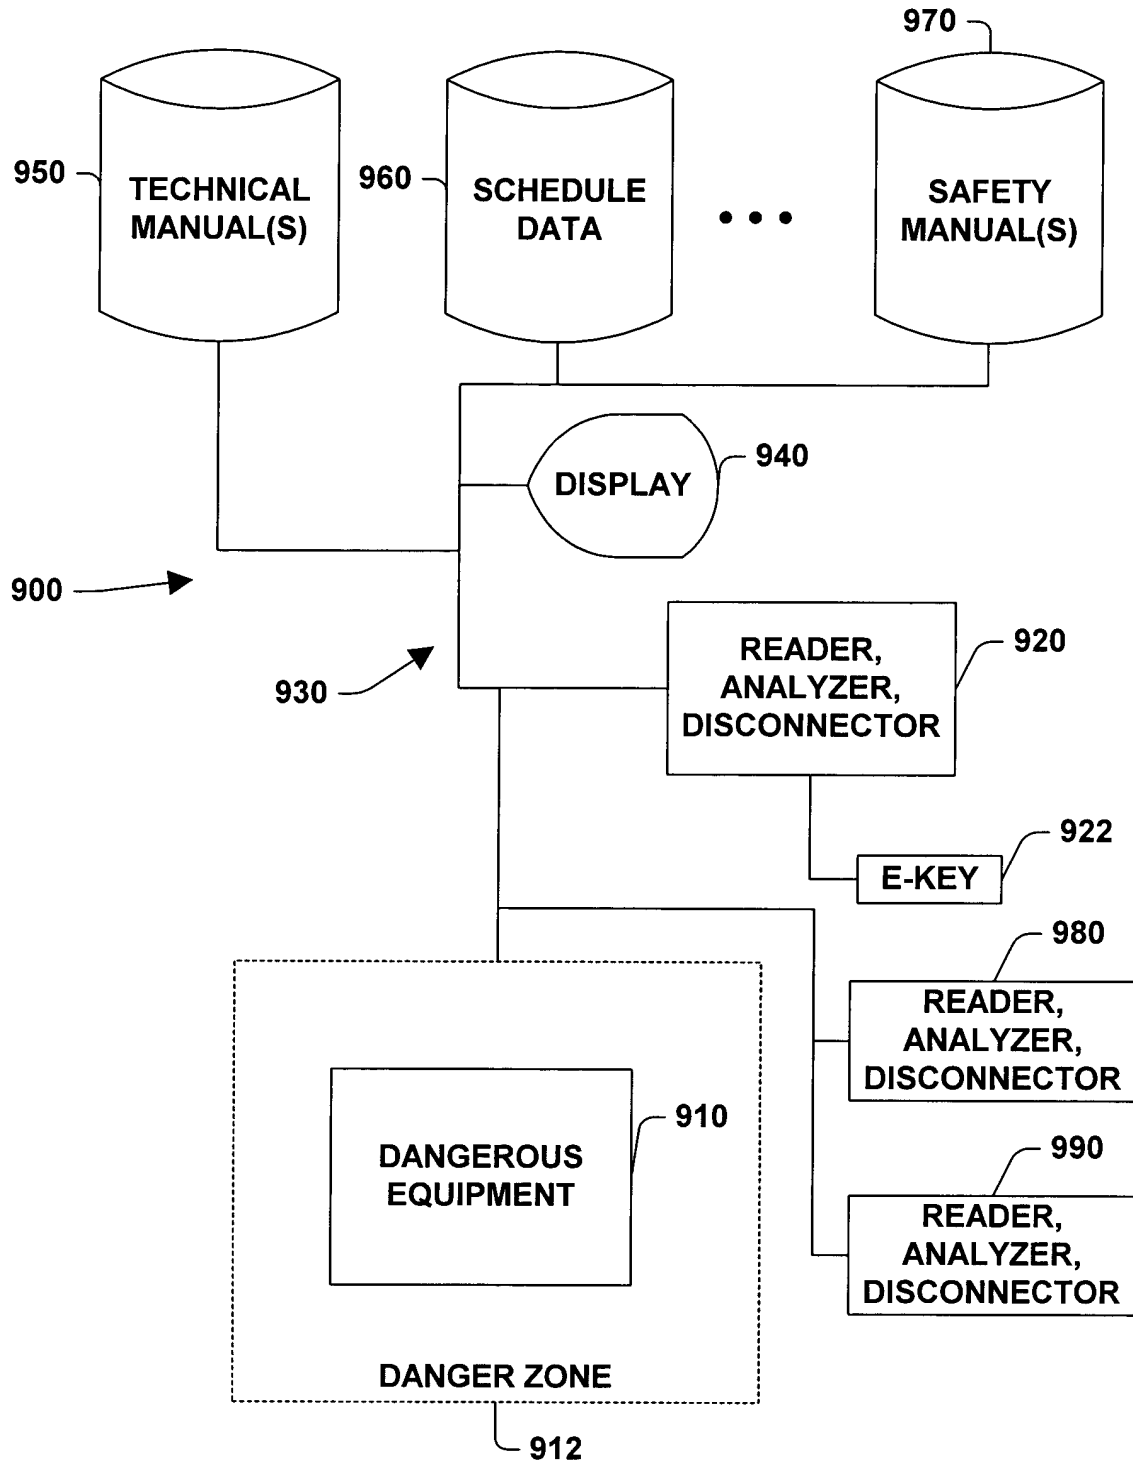 970
950
TECHNICAL
MANUAL(S)
960
SCHEDULE
DATA
SAFETY
MANUAL(S)
DISPLAY
940
900
930
READER,
ANALYZER,
DISCONNECTOR
920
922
E-KEY
980
READER,
ANALYZER,
DISCONNECTOR
910
DANGEROUS
EQUIPMENT
990
READER,
ANALYZER,
DISCONNECTOR
DANGER ZONE
912